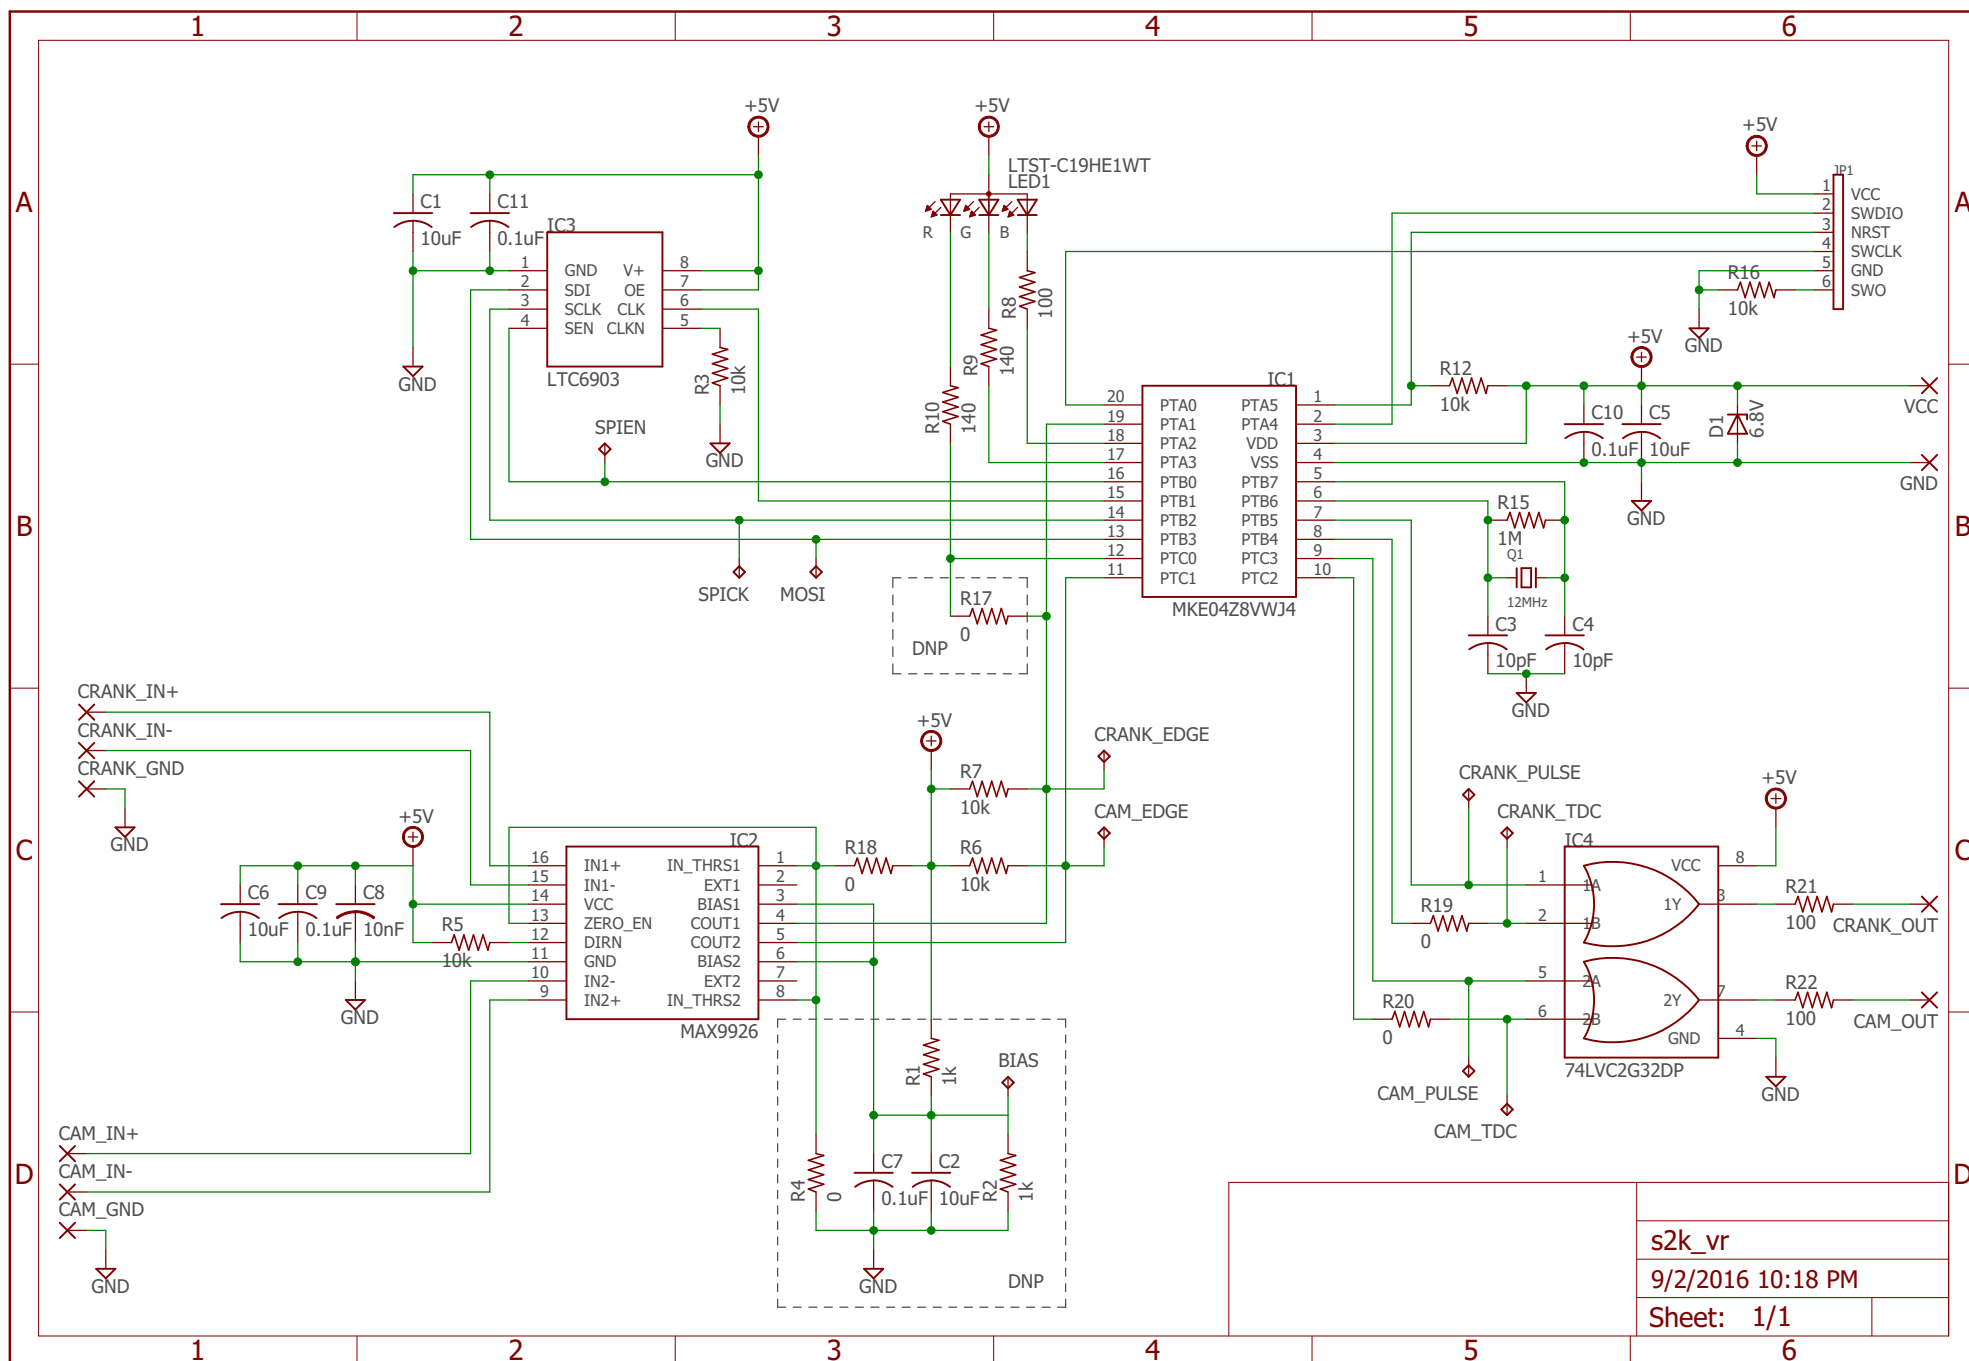 1 2 3 4 5 6
A
A
B
B
C
C
D
D
+5V
C1
10uF
C11
0.1uF
IC3
1 GND V+ 8
2 SDI OE 7
3 SCLK CLK 6
4 SEN CLKN 5
LTC6903
GND
R3
10k
GND
SPIEN
SPICK
MOSI
+5V
LTST-C19HE1WT
LED1
R G B
R8
100
R9
140
R10
140
R17
0
DNP
+5V
JP1
1 VCC
2 SWDIO
3 NRST
4 SWCLK
5 GND
6 SWO
R16
10k
GND
IC1
20 PTA0 PTA5 1
19 PTA1 PTA4 2
18 PTA2 VDD 3
17 PTA3 VSS 4
16 PTB0 PTB7 5
15 PTB1 PTB6 6
14 PTB2 PTB5 7
13 PTB3 PTB4 8
12 PTC0 PTC3 9
11 PTC1 PTC2 10
MKE04Z8VWJ4
R12
10k
+5V
C10
0.1uF
C5
10uF
D1
6.8V
VCC
GND
GND
R15
1M
Q1
12MHz
C3
10pF
C4
10pF
GND
CRANK_IN+
CRANK_IN-
CRANK_GND
GND
+5V
C6
10uF
C9
0.1uF
C8
10nF
R5
10k
GND
IC2
16 IN1+ IN_THRS1 1
15 IN1- EXT1 2
14 VCC BIAS1 3
13 ZERO_EN COUT1 4
12 DIRN COUT2 5
11 GND BIAS2 6
10 IN2- EXT2 7
9 IN2+ IN_THRS2 8
MAX9926
+5V
R7
10k
R18
0
R6
10k
CRANK_EDGE
CAM_EDGE
R1
1k
BIAS
R4
0
C7
0.1uF
C2
10uF
R2
1k
GND
DNP
CAM_IN+
CAM_IN-
CAM_GND
GND
CRANK_PULSE
CRANK_TDC
+5V
IC4
VCC 8
1 1A
2 1B
1Y 3
5 2A
6 2B
2Y 7
GND 4
74LVC2G32DP
R19
0
R20
0
CAM_PULSE
CAM_TDC
R21
100
CRANK_OUT
R22
100
CAM_OUT
GND
s2k_vr
9/2/2016 10:18 PM
Sheet: 1/1
1 2 3 4 5 6